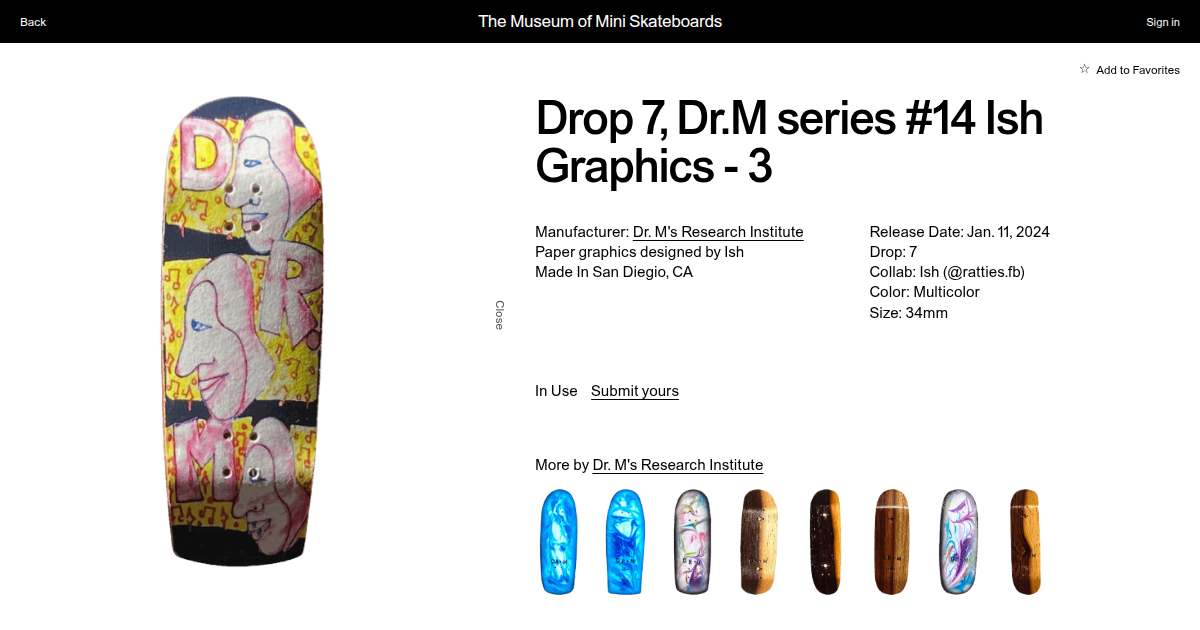 Back
The Museum of Mini Skateboards
Sign in
☆ Add to Favorites
D
R.
M
Drop 7, Dr.M series #14 Ish
Graphics - 3
Manufacturer: Dr. M's Research Institute
Paper graphics designed by Ish
Made In San Diegio, CA
Release Date: Jan. 11, 2024
Drop: 7
Collab: Ish (@ratties.fb)
Color: Multicolor
Size: 34mm
Close
In Use Submit yours
More by Dr. M's Research Institute